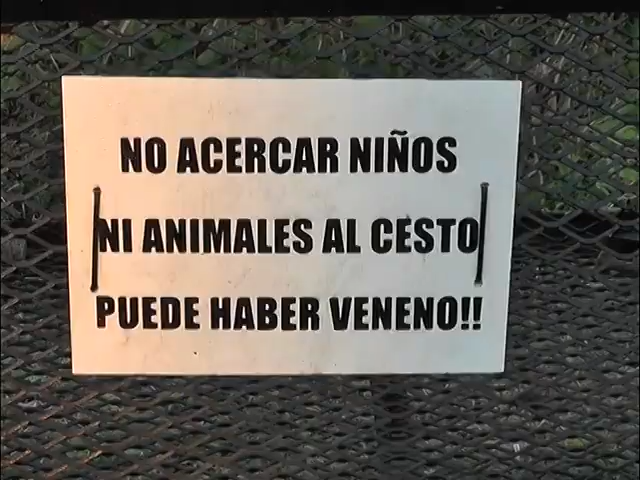 NO ACERCAR NIÑOS
NI ANIMALES AL CESTO
PUEDE HABER VENENO!!